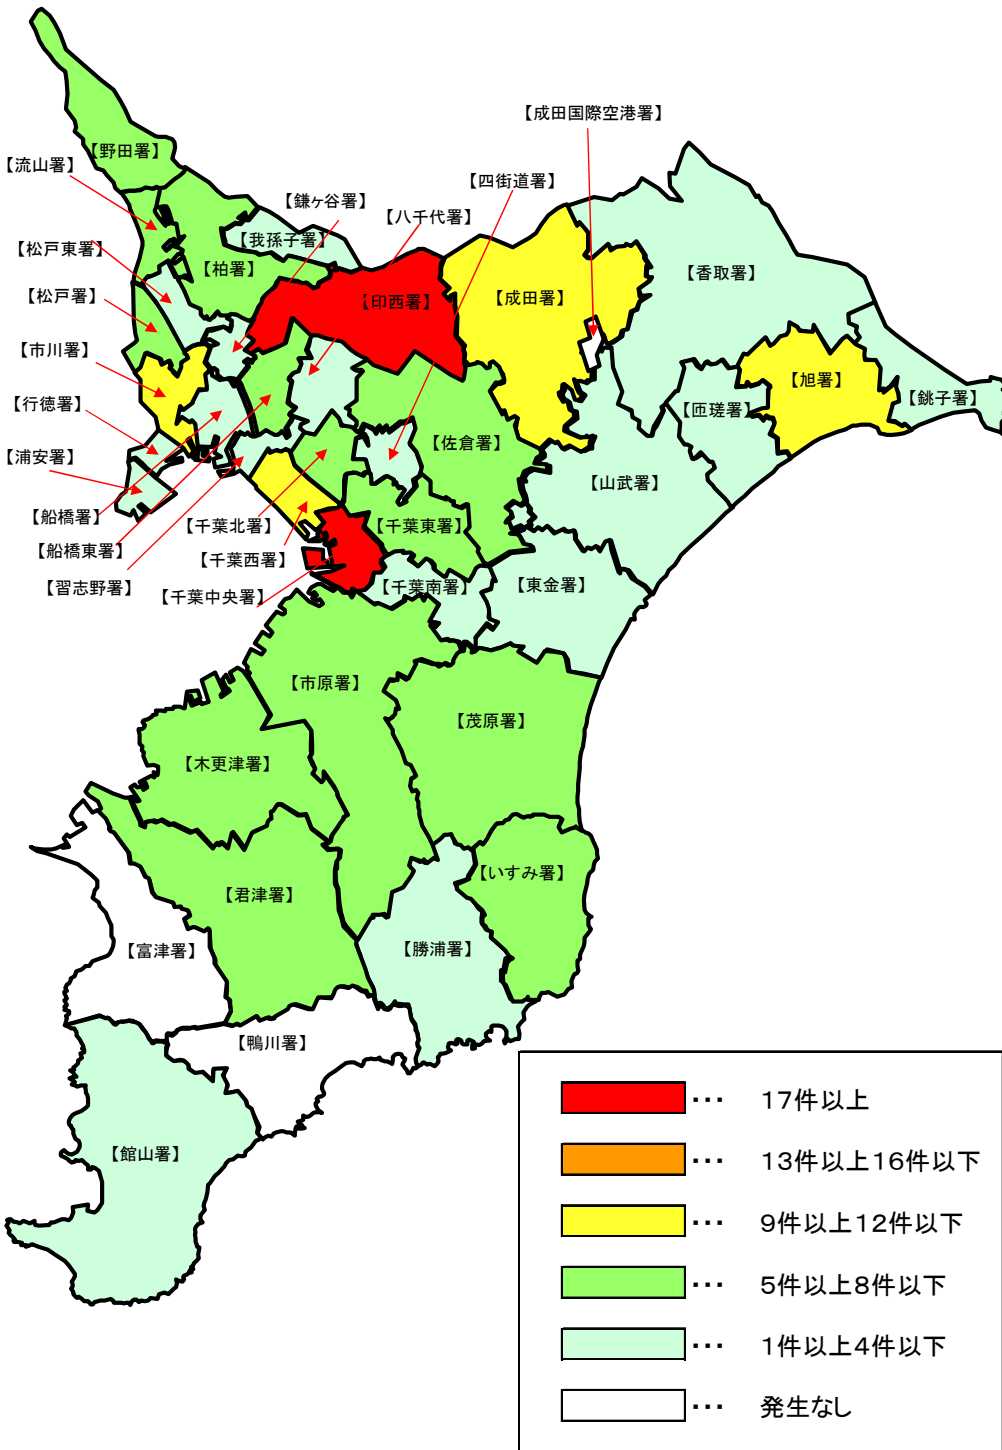 【成田国際空港署】
【野田署】
【流山署】
【四街道署】
【鎌ヶ谷署】
【八千代署】
【我孫子署】
【松戸東署】
【柏署】
【香取署】
【松戸署】
【印西署】
【成田署】
【市川署】
【旭署】
【行徳署】
【匝瑳署】
【銚子署】
【佐倉署】
【浦安署】
【山武署】
【船橋署】
【千葉北署】
【千葉東署】
【船橋東署】
【千葉西署】
【習志野署】
【千葉中央署】
【千葉南署】
【東金署】
【市原署】
【茂原署】
【木更津署】
【いすみ署】
【君津署】
【富津署】
【勝浦署】
【鴨川署】
【館山署】
･･･ 17件以上
･･･ 13件以上16件以下
･･･ 9件以上12件以下
･･･ 5件以上8件以下
･･･ 1件以上4件以下
･･･ 発生なし